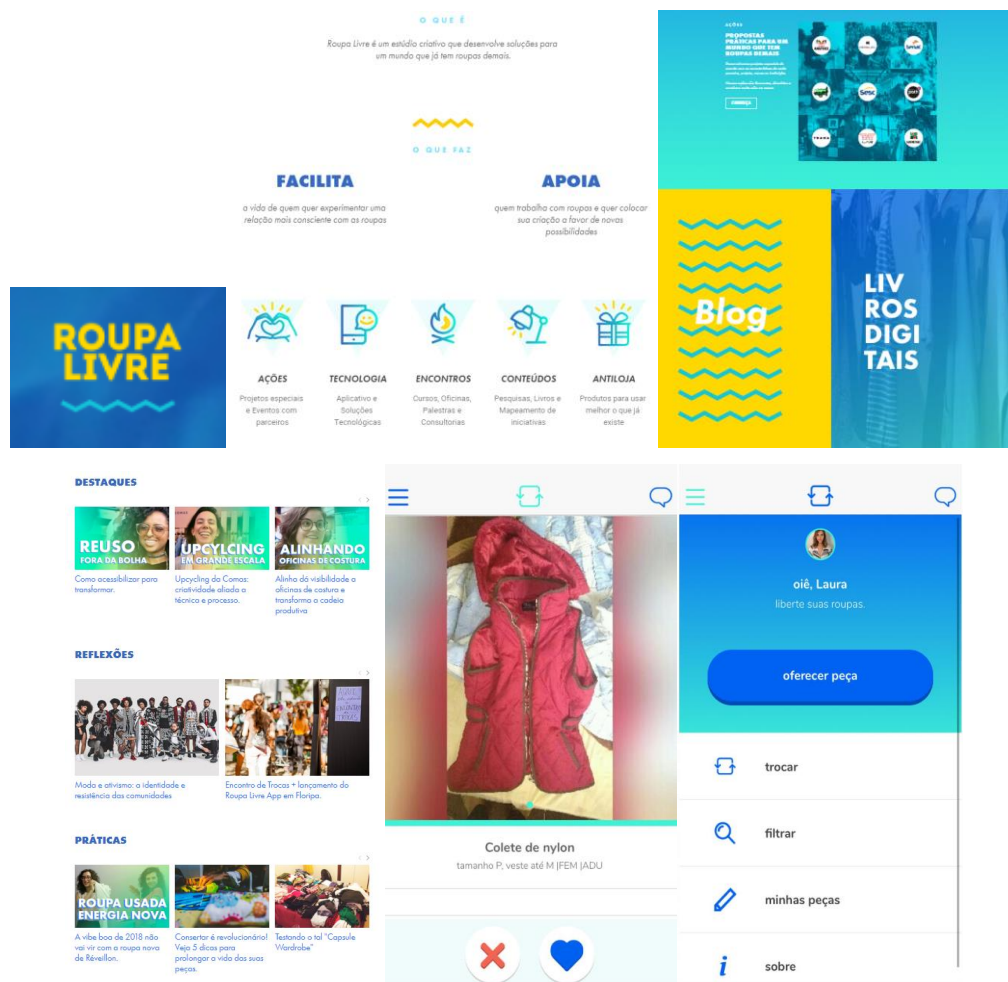 O QUE É
Roupa Livre é um estúdio criativo que desenvolve soluções para
um mundo que já tem roupas demais.
O QUE FAZ
FACILITA
a vida de quem quer experimentar uma
relação mais consciente com as roupas
APOIA
quem trabalha com roupas e quer colocar
sua criação a favor de novas
possibilidades
ROUPA
LIVRE
AÇÕES
Projetos especiais
e Eventos com
parceiros
TECNOLOGIA
Aplicativo e
Soluções
Tecnológicas
ENCONTROS
Cursos, Oficinas,
Palestras e
Consultorias
CONTEÚDOS
Pesquisas, Livros e
Mapeamento de
iniciativas
ANTILOJA
Produtos para usar
melhor o que já
existe
AÇÕES
PROPOSTAS
PRÁTICAS PARA UM
MUNDO QUE TEM
ROUPAS DEMAIS
CONHEÇA
Sesc
Blog
LIV
ROS
DIGI
TAIS
DESTAQUES
REUSO
FORA DA BOLHA
Como acessibilizar para
transformar.
UPCYLCING
EM GRANDE ESCALA
Upcycling da Comas:
criatividade aliada a
técnica e processo.
ALINHANDO
OFICINAS DE COSTURA
Alinha dá visibilidade a
oficinas de costura e
transforma a cadeia
produtiva
REFLEXÕES
Moda e ativismo: a identidade e
resistência das comunidades
Encontro de Trocas + lançamento do
Roupa Livre App em Floripa.
PRÁTICAS
ROUPA USADA
ENERGIA NOVA
A vibe boa de 2018 não
vai vir com a roupa nova
de Réveillon.
Consertar é revolucionário!
Veja 5 dicas para
prolongar a vida das suas
peças.
Testando o tal "Capsule
Wardrobe"
Colete de nylon
tamanho P, veste até M |FEM |ADU
oiê, Laura
liberte suas roupas.
oferecer peça
trocar
filtrar
minhas peças
sobre